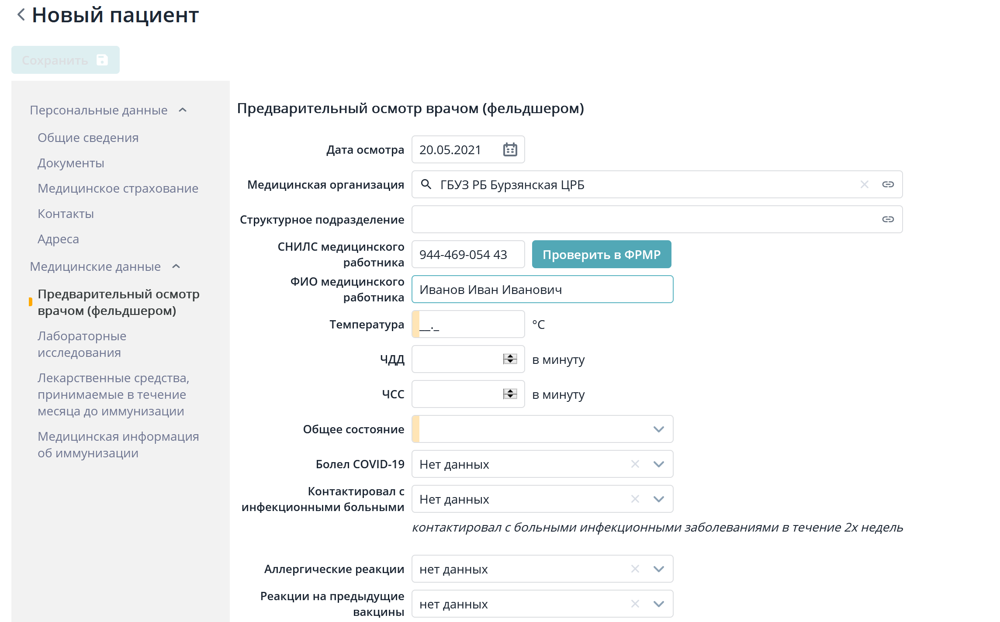 Новый пациент
Сохранить
Персональные данные
Общие сведения
Документы
Медицинское страхование
Контакты
Адреса
Медицинские данные
Предварительный осмотр
врачом (фельдшером)
Лабораторные
исследования
Лекарственные средства,
принимаемые в течение
месяца до иммунизации
Медицинская информация
об иммунизации
Предварительный осмотр врачом (фельдшером)
Дата осмотра 20.05.2021
Медицинская организация ГБУЗ РБ Бурзянская ЦРБ
Структурное подразделение
СНИЛС медицинского
работника 944-469-054 43 Проверить в ФРМР
ФИО медицинского
работника Иванов Иван Иванович
Температура __._ °C
ЧДД в минуту
ЧСС в минуту
Общее состояние
Болел COVID-19 Нет данных
Контактировал с
инфекционными больными Нет данных
контактировал с больными инфекционными заболеваниями в течение 2х недель
Аллергические реакции нет данных
Реакции на предыдущие
вакцины нет данных